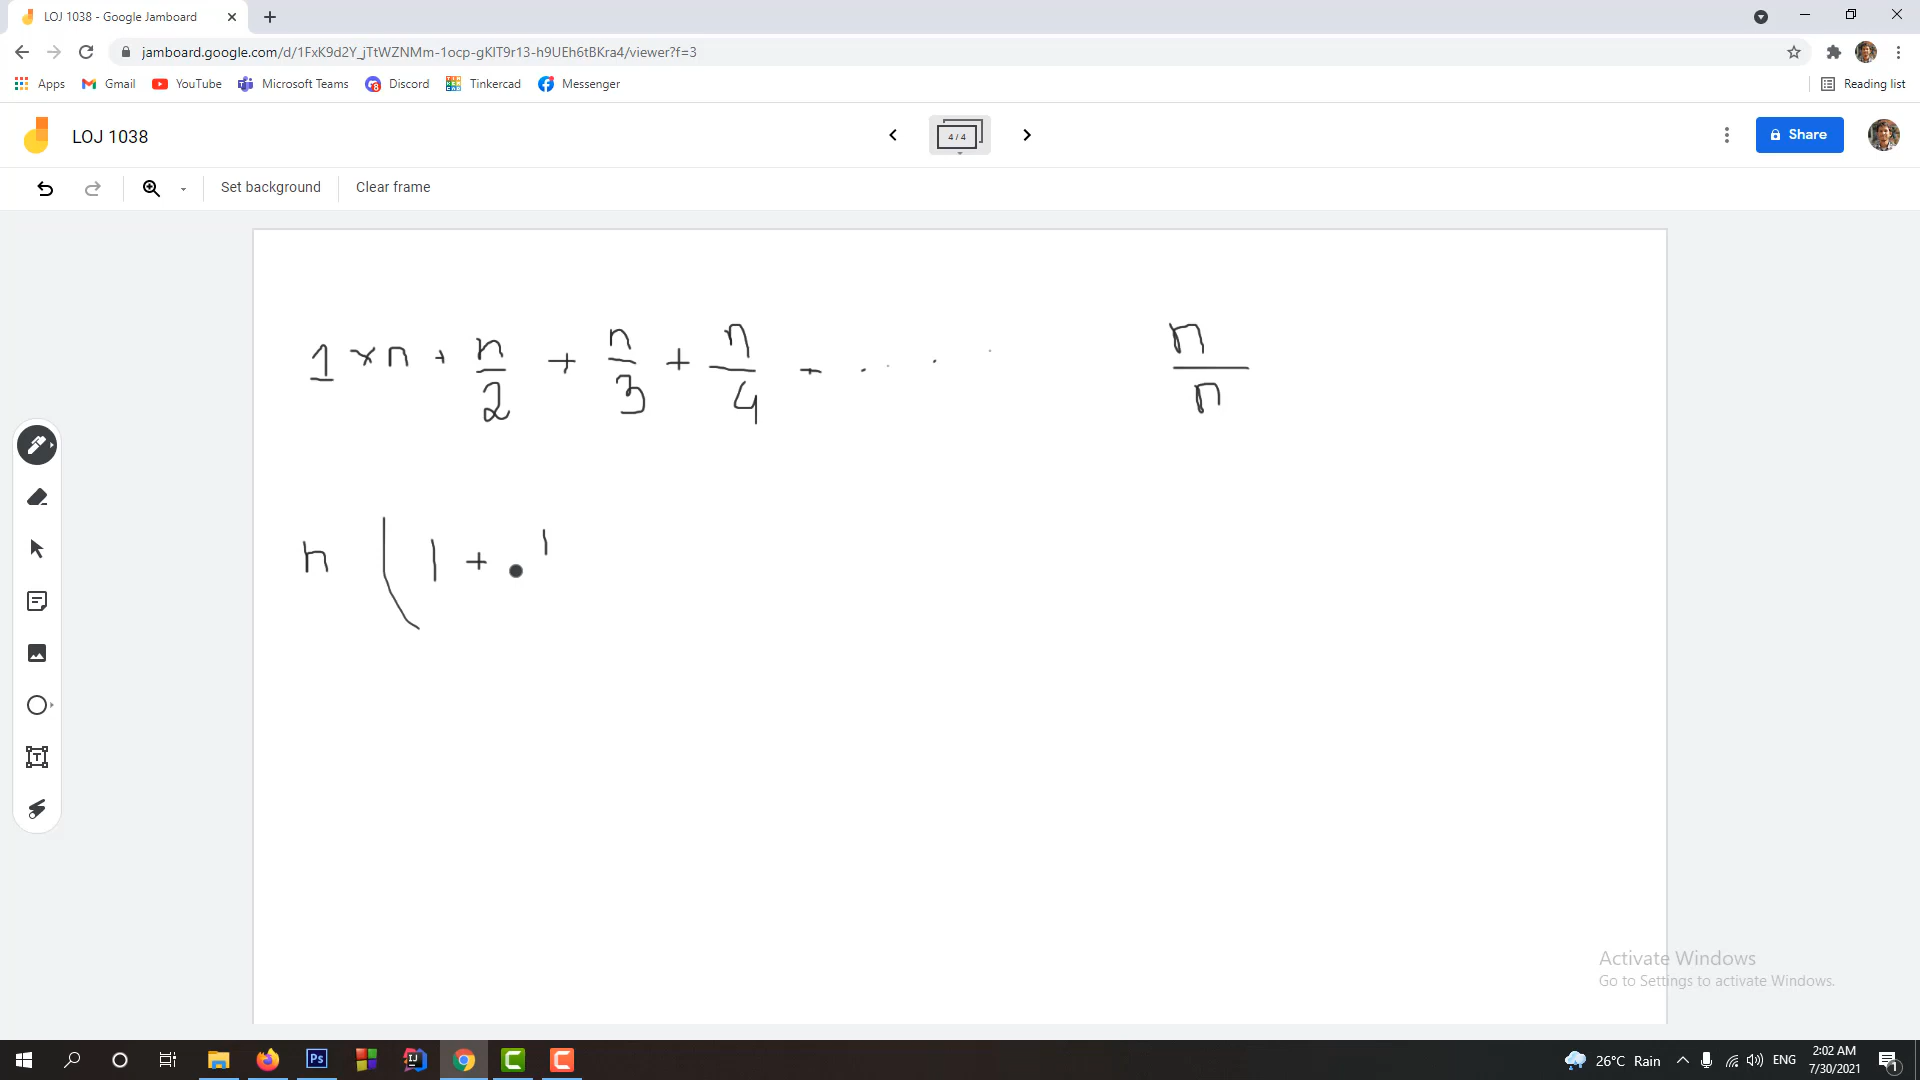 LOJ 1038 - Google Jamboard
jamboard.google.com/d/1FxK9d2Y_jTtWZNMm-1ocp-gKlT9r13-h9UEh6tBKra4/viewer?f=3
Apps Gmail YouTube Microsoft Teams Discord Tinkercad Messenger Reading list
LOJ 1038 4 / 4 Share
Set background Clear frame
1 × n + n/2 + n/3 + n/4 - . . . . n/n
n ( 1 + 1
Activate Windows
Go to Settings to activate Windows.
26°C Rain ENG 2:02 AM
7/30/2021 1